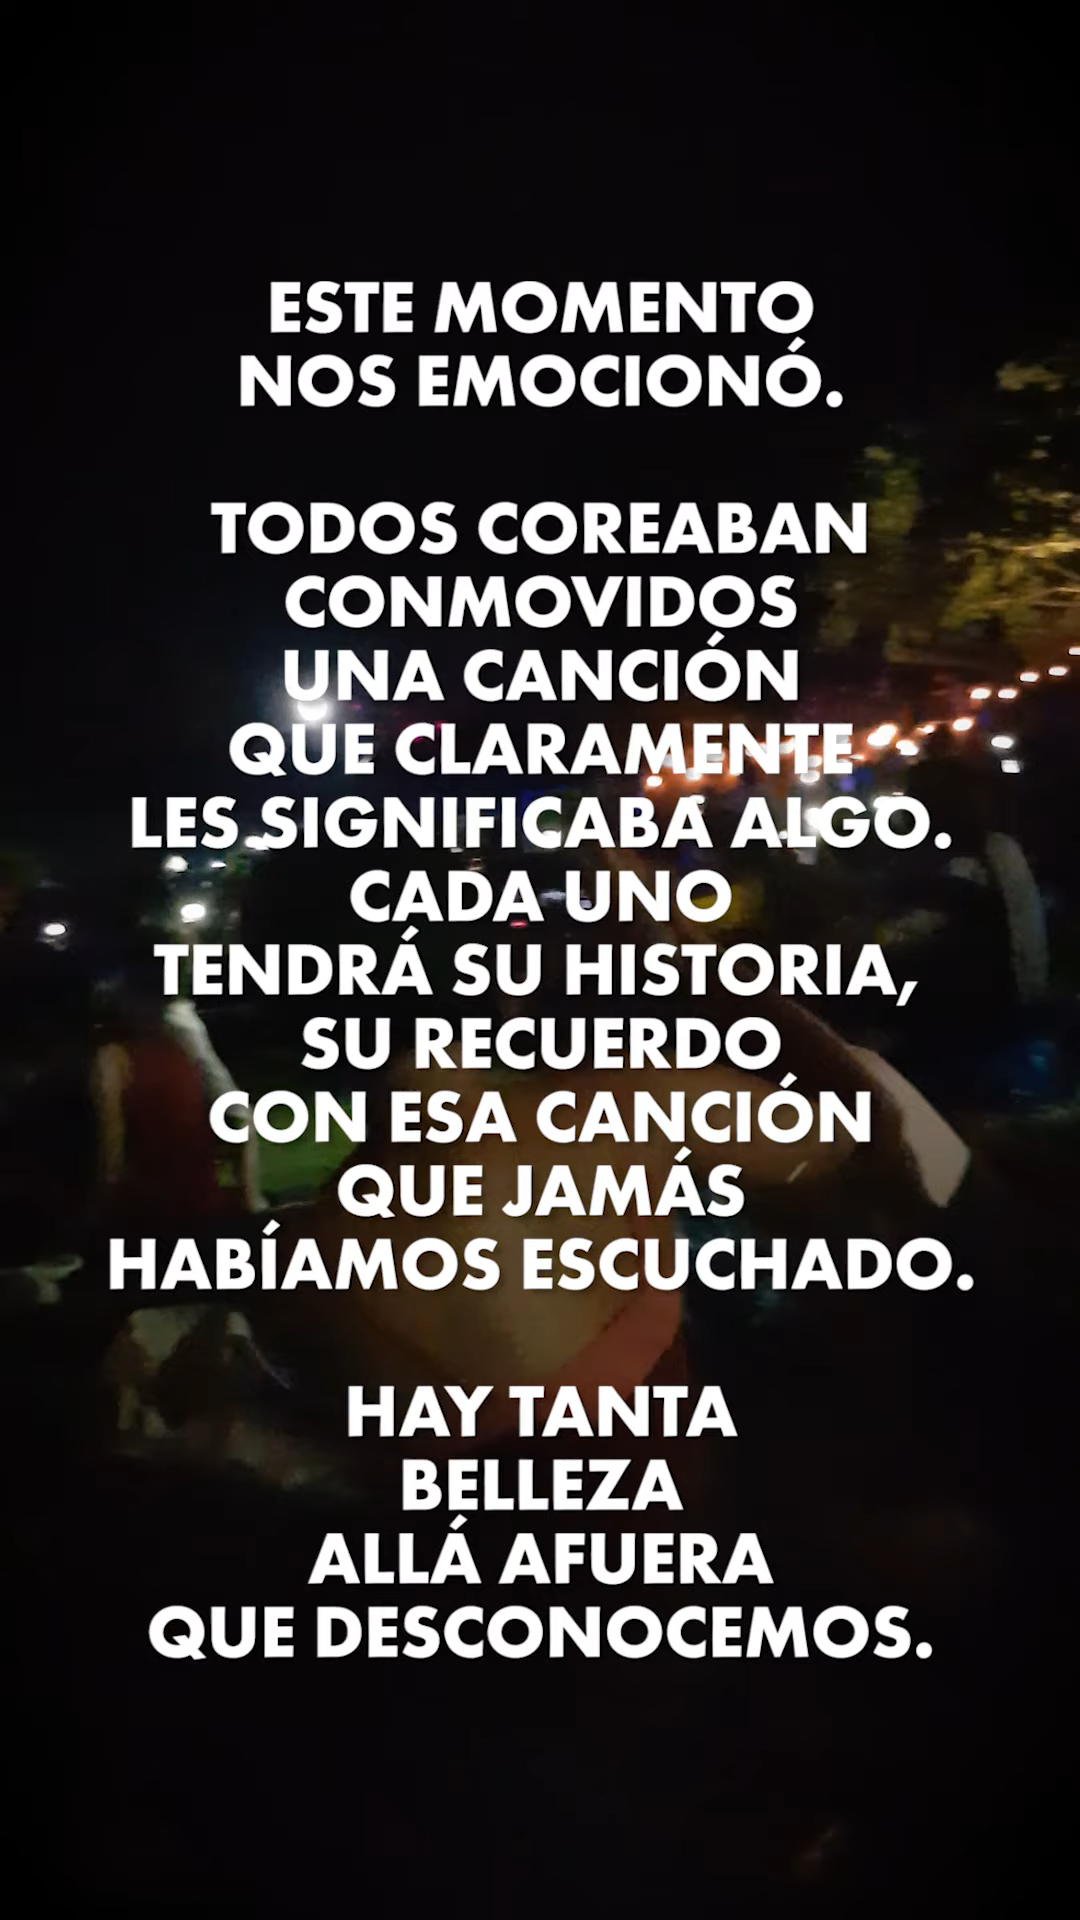 ESTE MOMENTO
NOS EMOCIONÓ.
TODOS COREABAN
CONMOVIDOS
UNA CANCIÓN
QUE CLARAMENTE
LES SIGNIFICABA ALGO.
CADA UNO
TENDRÁ SU HISTORIA,
SU RECUERDO
CON ESA CANCIÓN
QUE JAMÁS
HABÍAMOS ESCUCHADO.
HAY TANTA
BELLEZA
ALLÁ AFUERA
QUE DESCONOCEMOS.